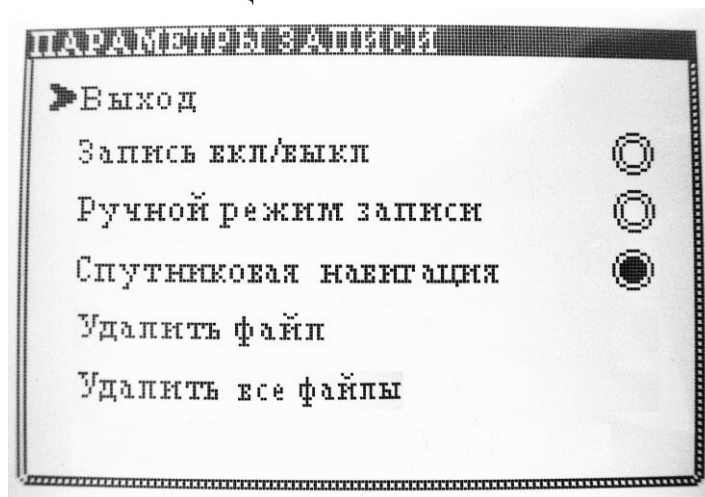 ПАРАМЕТРЫ ЗАПИСИ
Выход
Запись вкл/выкл
Ручной режим записи
Спутниковая навигация
Удалить файл
Удалить все файлы